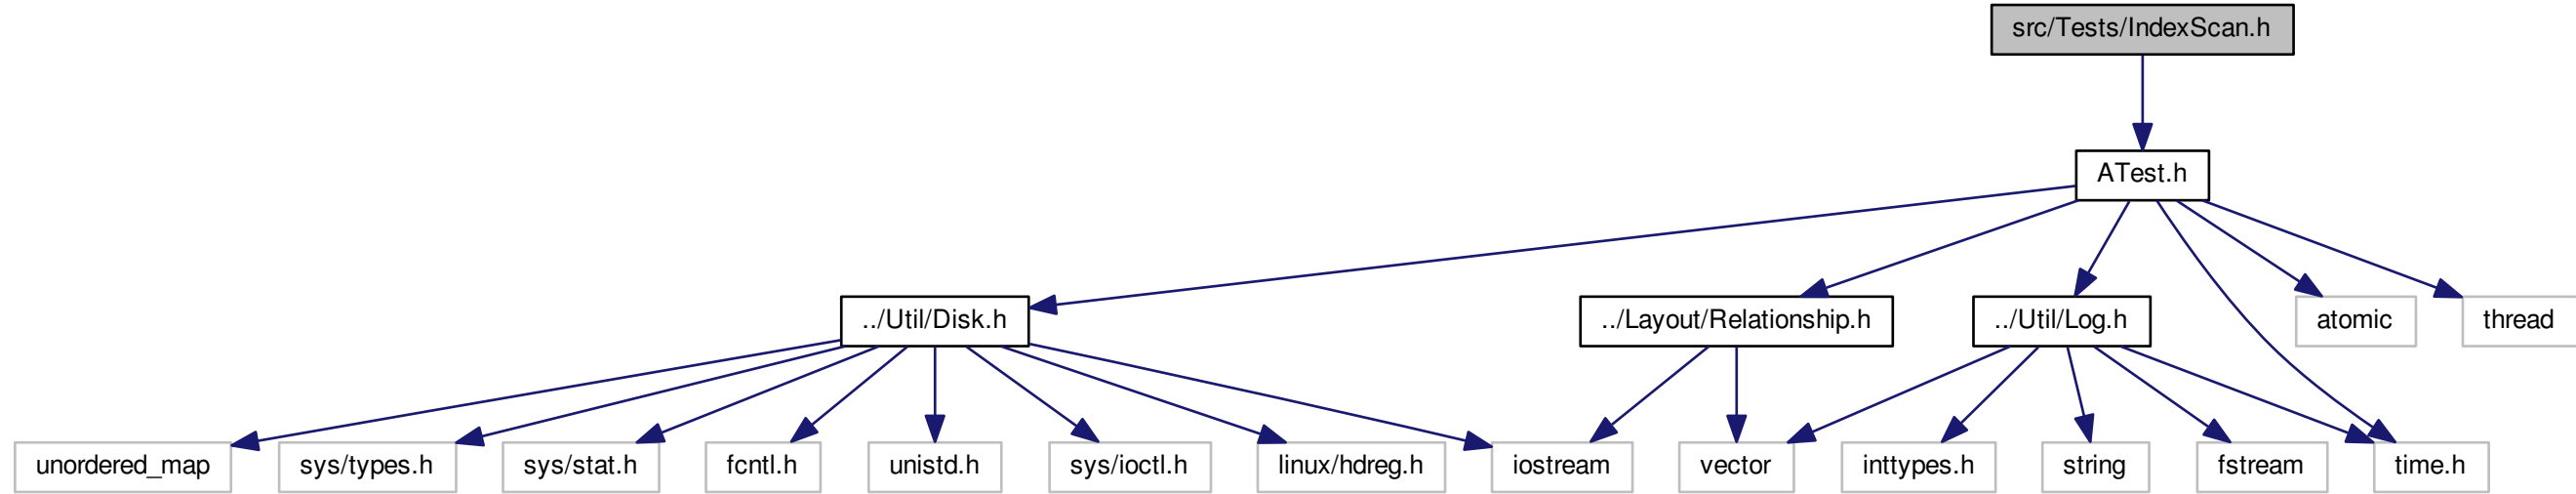 src/Tests/IndexScan.h
ATest.h
../Util/Disk.h
../Layout/Relationship.h
../Util/Log.h
atomic
thread
unordered_map
sys/types.h
sys/stat.h
fcntl.h
unistd.h
sys/ioctl.h
linux/hdreg.h
iostream
vector
inttypes.h
string
fstream
time.h